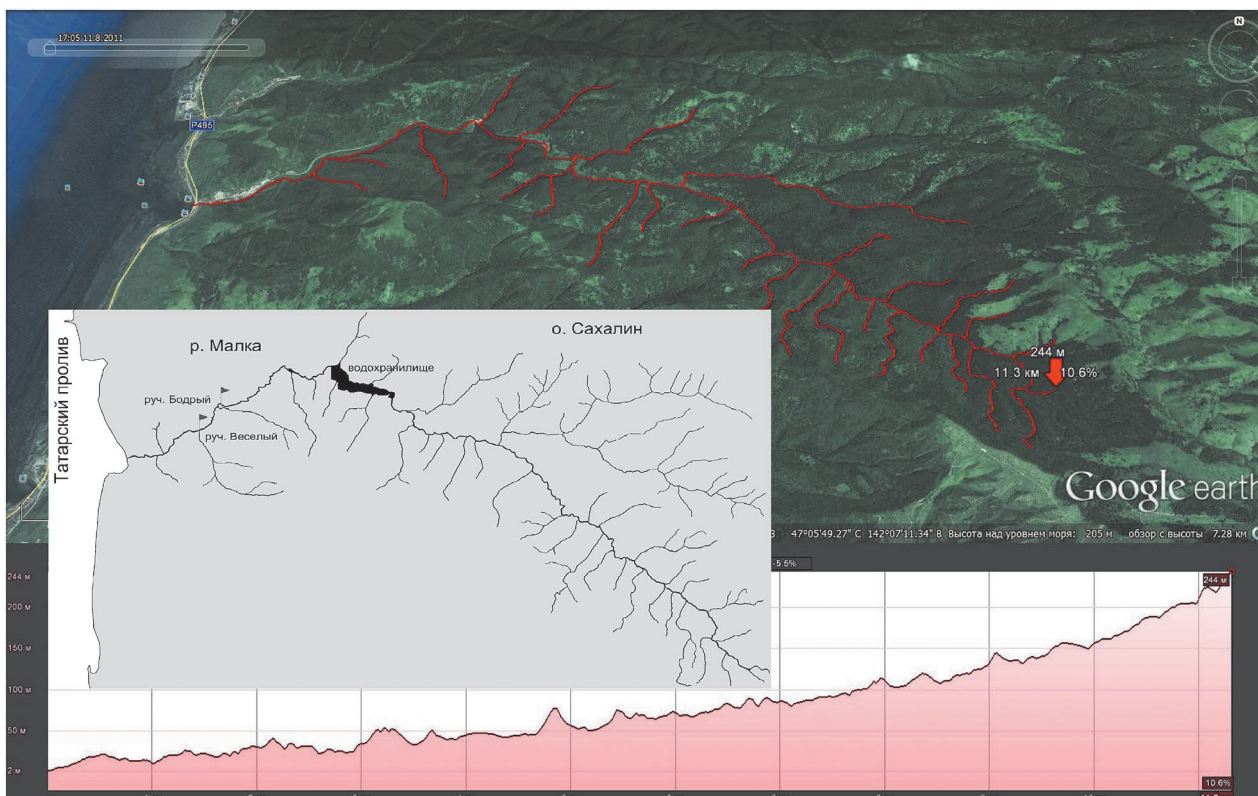 17:05 11.8.2011
N
P495
244 м
11.3 км 10.6%
Google earth
47°05'49.27" С 142°07'11.34" В Высота над уровнем моря: 205 м обзор с высоты 7.28 км
о. Сахалин
р. Малка
водохранилище
руч. Бодрый
руч. Веселый
Татарский пролив
-5.5%
244 м
200 м
150 м
100 м
50 м
2 м
244 м
10.6%